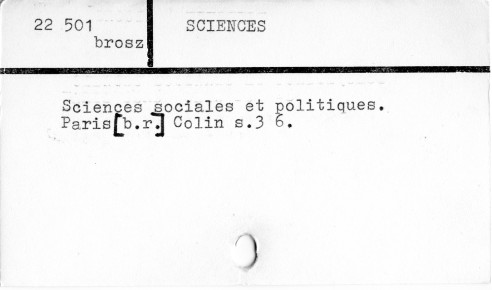 22 501 SCIENCES
brosz
Sciences sociales et politiques.
Paris [b.r.] Colin s.3 6.